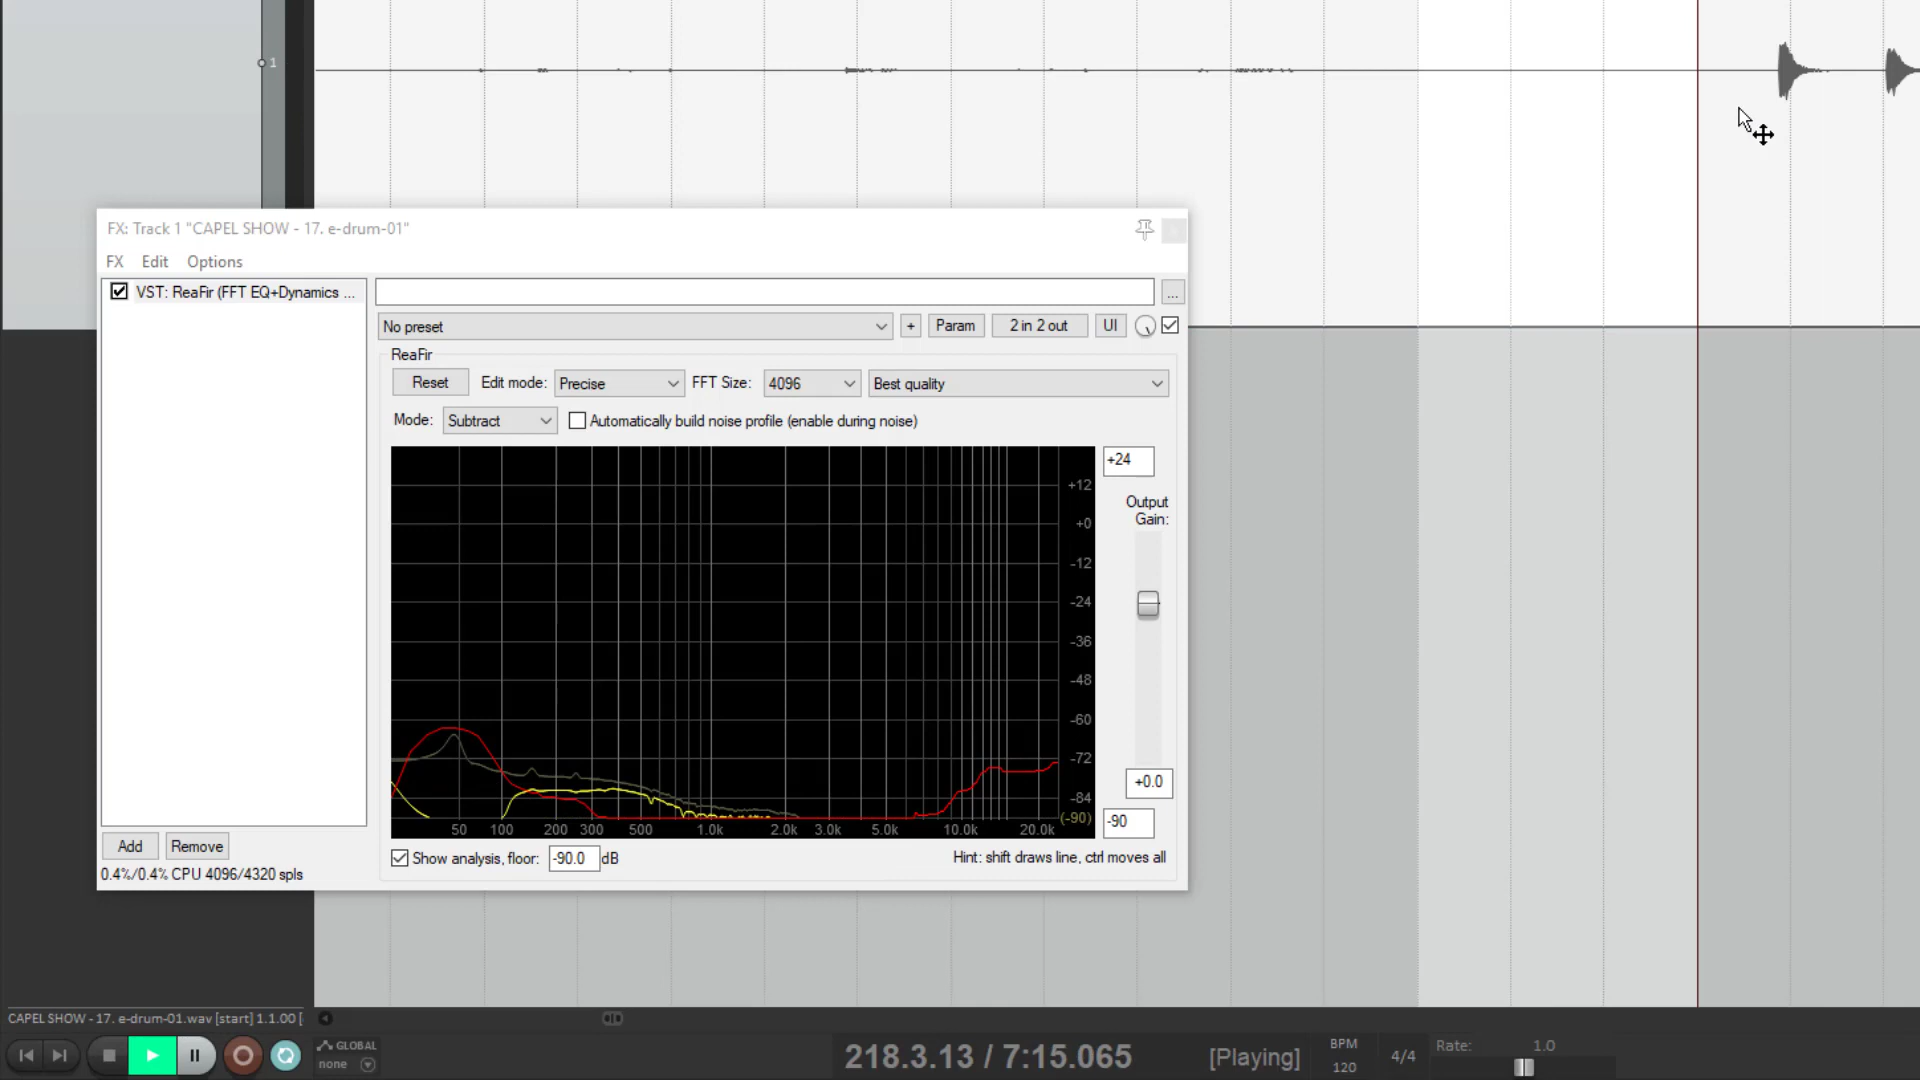 1
FX: Track 1 "CAPEL SHOW - 17. e-drum-01"
FX Edit Options
VST: ReaFir (FFT EQ+Dynamics ...
...
No preset
+ Param 2 in 2 out UI
ReaFir
Reset Edit mode: Precise FFT Size: 4096 Best quality
Mode: Subtract Automatically build noise profile (enable during noise)
+24
+12
Output
Gain:
+0
-12
-24
-36
-48
-60
-72
+0.0
-84
(-90)
-90
50 100 200 300 500 1.0k 2.0k 3.0k 5.0k 10.0k 20.0k
Add Remove
Show analysis, floor: -90.0 dB
Hint: shift draws line, ctrl moves all
0.4%/0.4% CPU 4096/4320 spls
CAPEL SHOW - 17. e-drum-01.wav [start] 1.1.00 [
GLOBAL
none
218.3.13 / 7:15.065
[Playing]
BPM
120
4/4
Rate: 1.0